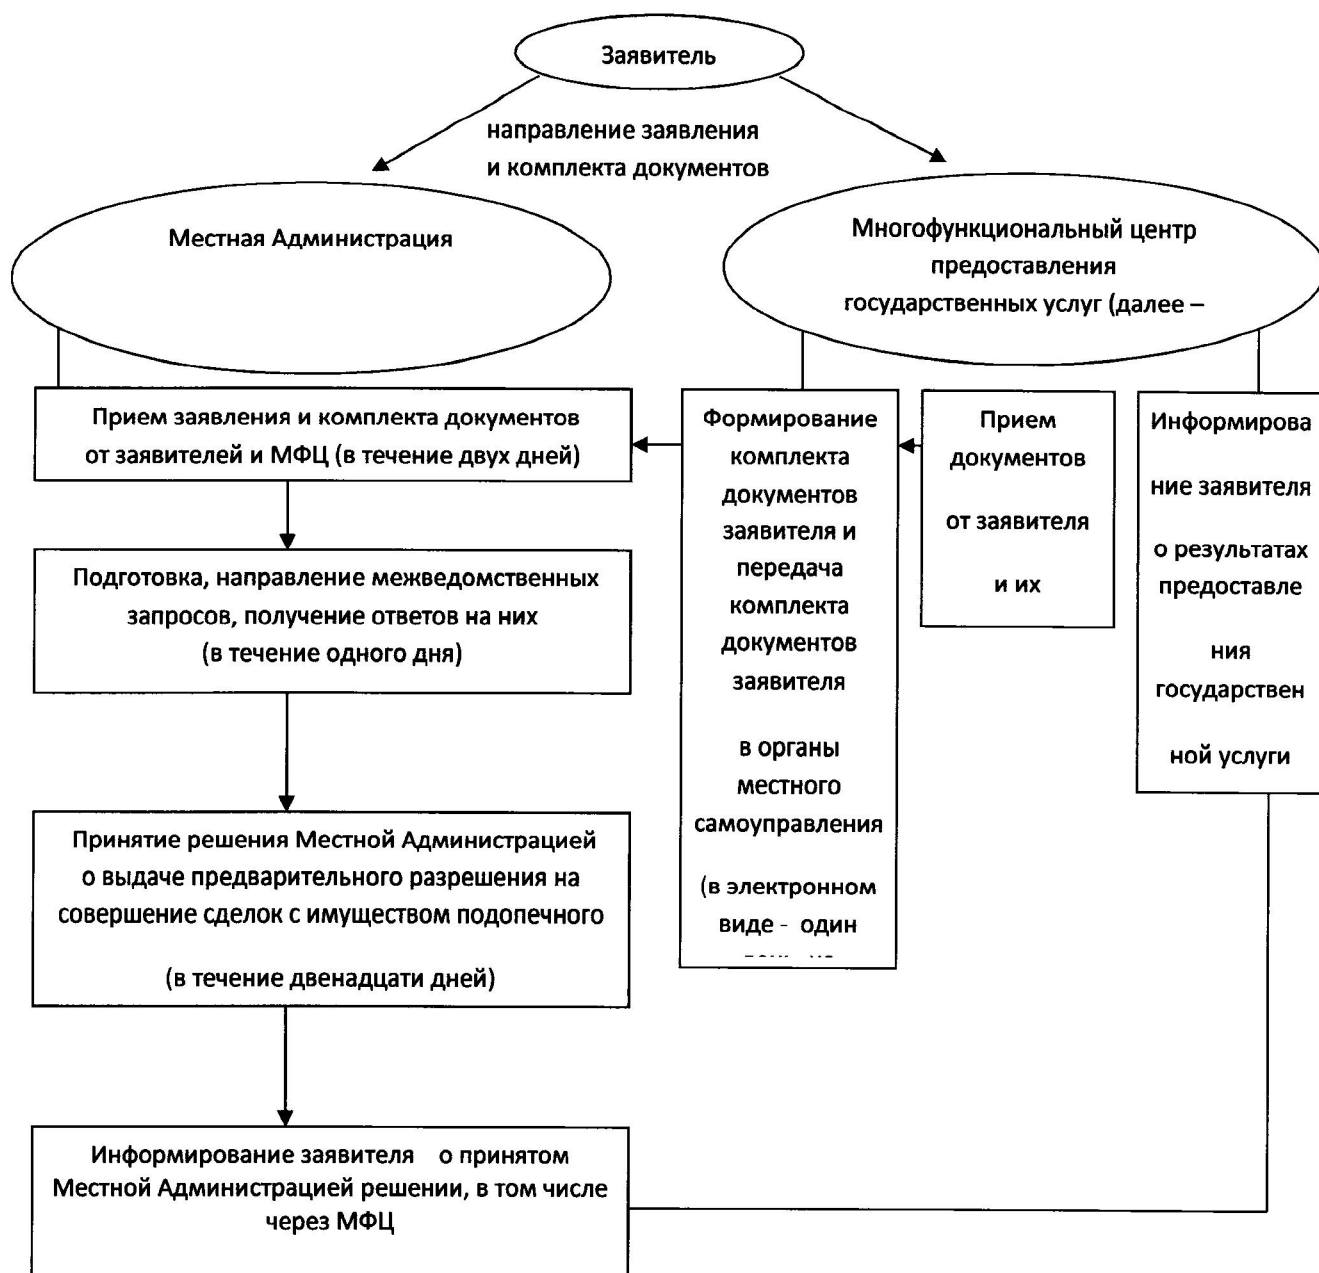 Заявитель
направление заявления
и комплекта документов
Местная Администрация
Многофункциональный центр
предоставления
государственных услуг (далее –
Прием заявления и комплекта документов
от заявителей и МФЦ (в течение двух дней)
Подготовка, направление межведомственных
запросов, получение ответов на них
(в течение одного дня)
Принятие решения Местной Администрацией
о выдаче предварительного разрешения на
совершение сделок с имуществом подопечного
(в течение двенадцати дней)
Информирование заявителя о принятом
Местной Администрацией решении, в том числе
через МФЦ
Формирование
комплекта
документов
заявителя и
передача
комплекта
документов
заявителя
в органы
местного
самоуправления
(в электронном
виде - один
Прием
документов
от заявителя
и их
Информирова
ние заявителя
о результатах
предоставле
ния
государствен
ной услуги